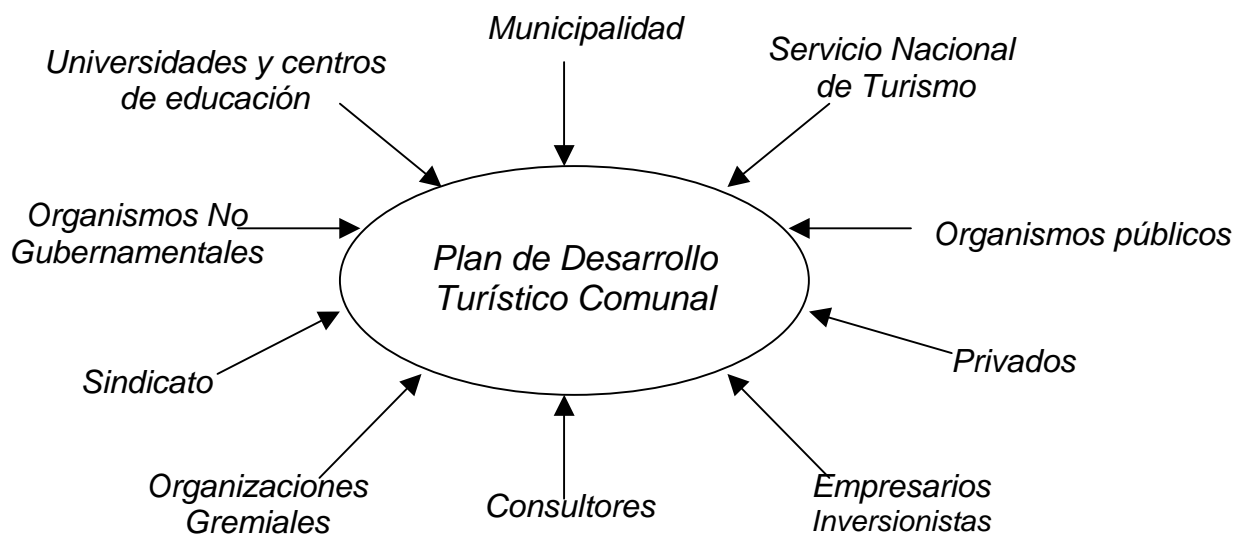 Municipalidad
Universidades y centros
de educación
Servicio Nacional
de Turismo
Organismos No
Gubernamentales
Organismos públicos
Plan de Desarrollo
Turístico Comunal
Sindicato
Privados
Organizaciones
Gremiales
Consultores
Empresarios
Inversionistas